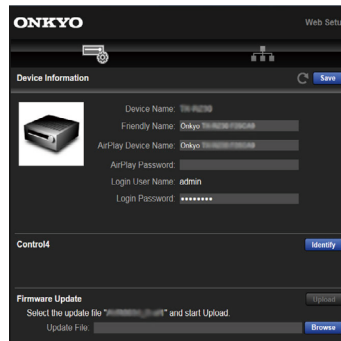 ONKYO
Web Setu
Device Information
Save
Device Name:
Friendly Name: Onkyo
AirPlay Device Name: Onkyo
AirPlay Password:
Login User Name: admin
Login Password: ••••••••
Control4
Identify
Firmware Update
Upload
Select the update file " " and start Upload.
Update File:
Browse